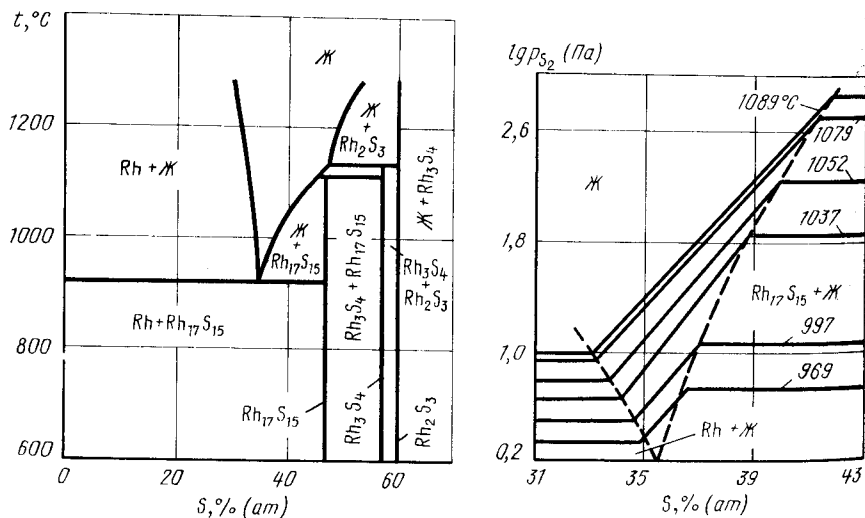 t,°C
1200
1000
800
600
0
20
40
60
S,% (ат)
Ж
Ж
+
Rh₂S₃
Rh + Ж
Ж
+
Rh₁₇S₁₅
Rh + Rh₁₇S₁₅
Rh₁₇S₁₅
Rh₃S₄ + Rh₁₇S₁₅
Rh₃S₄
Ж + Rh₃S₄
Rh₃S₄
+
Rh₂S₃
Rh₂S₃
lg p_S₂ (Па)
2,6
1,8
1,0
0,2
31
35
39
43
S,% (ат)
Ж
1089°C
1079
1052
1037
Rh₁₇S₁₅ + Ж
997
969
Rh + Ж